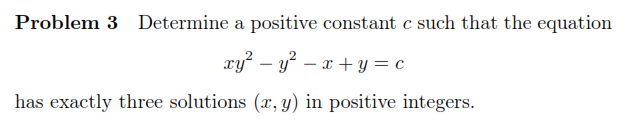 Problem 3 Determine a positive constant c such that the equation
xy² − y² − x + y = c
has exactly three solutions (x, y) in positive integers.